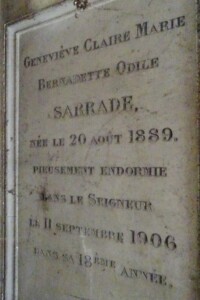 GENEVIÈVE CLAIRE MARIE
BERNADETTE ODILE
SARRADE,
NÉE LE 20 AOÛT 1889,
PIEUSEMENT ENDORMIE
DANS LE SEIGNEUR
LE 11 SEPTEMBRE 1906
DANS SA 18ÈME ANNÉE.